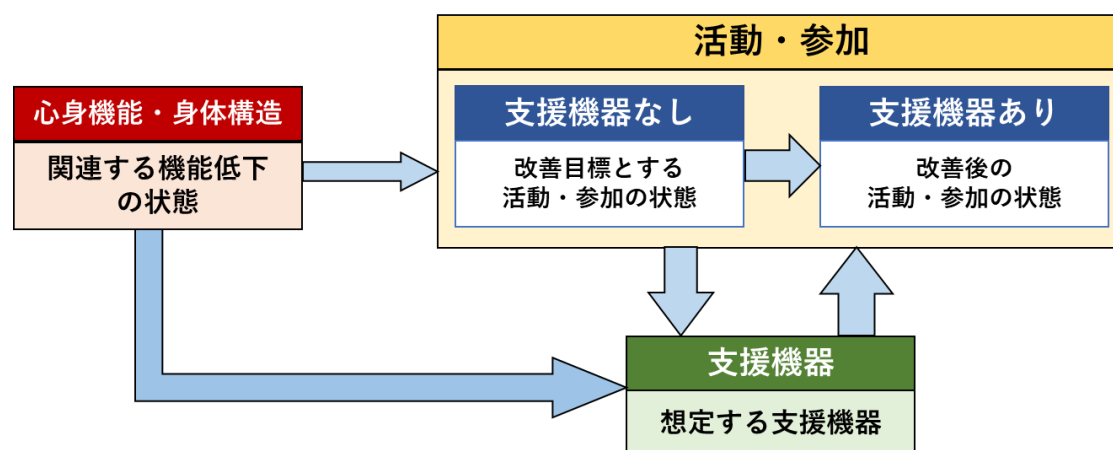 活動・参加
心身機能・身体構造
関連する機能低下
の状態
支援機器なし
改善目標とする
活動・参加の状態
支援機器あり
改善後の
活動・参加の状態
支援機器
想定する支援機器